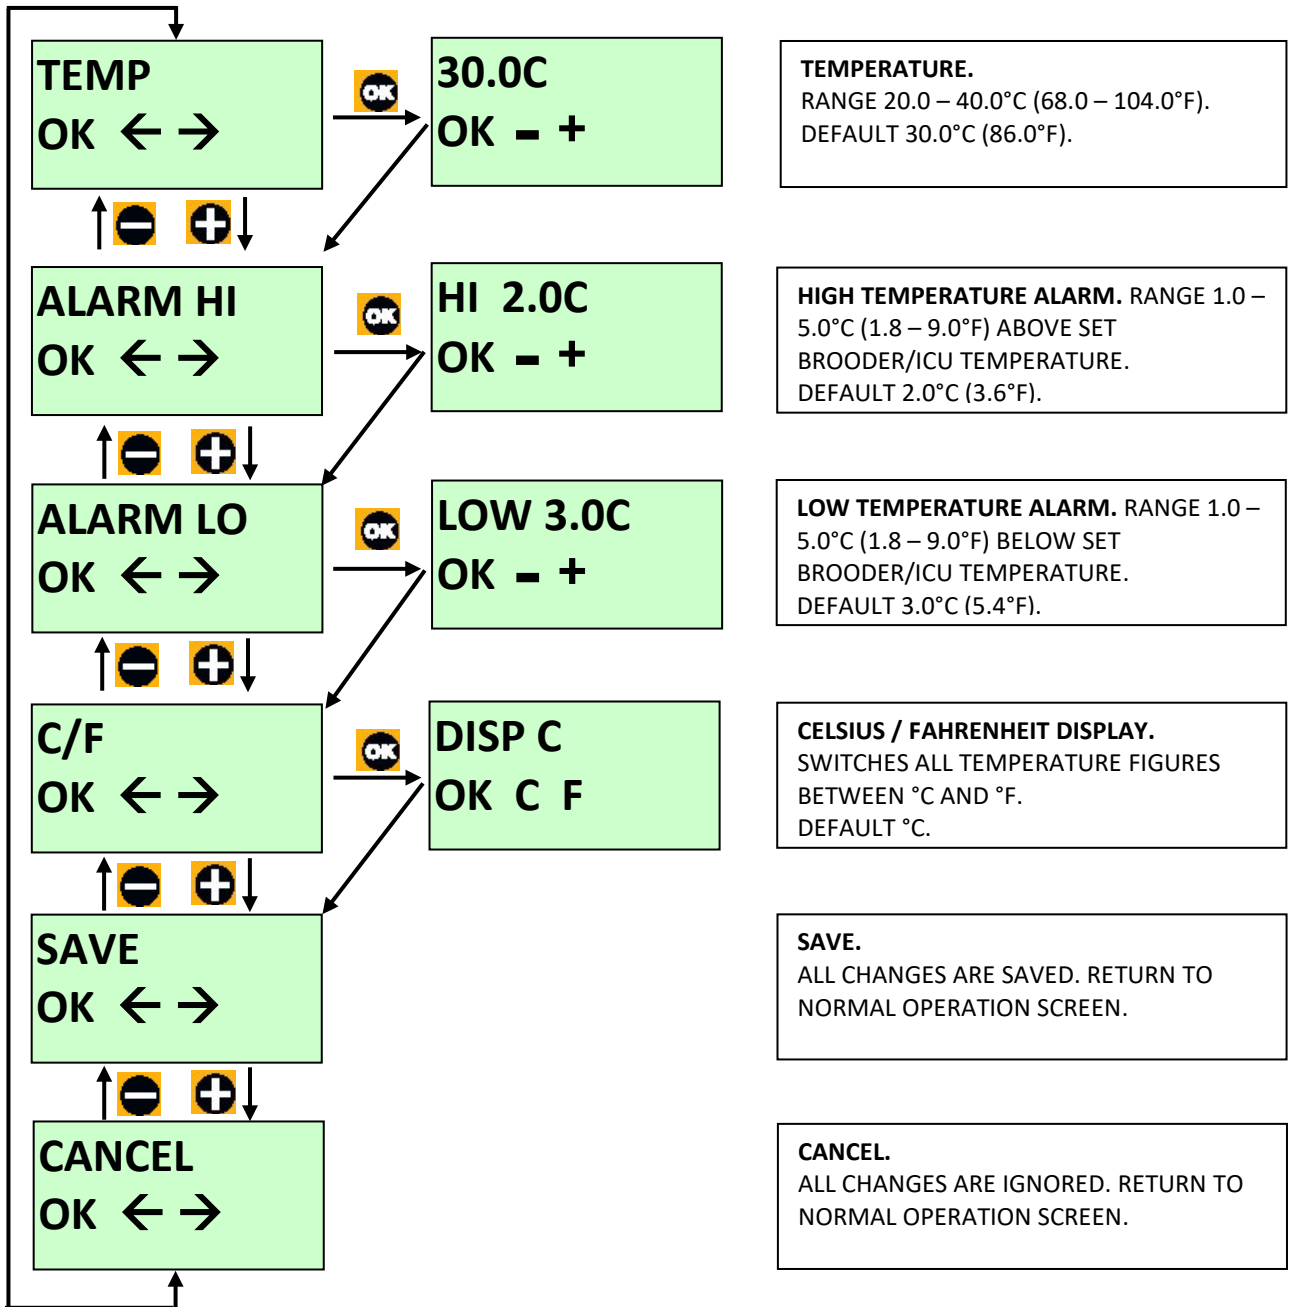 TEMP
OK ← →
OK
30.0C
OK - +
TEMPERATURE.
RANGE 20.0 – 40.0°C (68.0 – 104.0°F).
DEFAULT 30.0°C (86.0°F).
ALARM HI
OK ← →
OK
HI 2.0C
OK - +
HIGH TEMPERATURE ALARM. RANGE 1.0 –
5.0°C (1.8 – 9.0°F) ABOVE SET
BROODER/ICU TEMPERATURE.
DEFAULT 2.0°C (3.6°F).
ALARM LO
OK ← →
OK
LOW 3.0C
OK - +
LOW TEMPERATURE ALARM. RANGE 1.0 –
5.0°C (1.8 – 9.0°F) BELOW SET
BROODER/ICU TEMPERATURE.
DEFAULT 3.0°C (5.4°F).
C/F
OK ← →
OK
DISP C
OK C F
CELSIUS / FAHRENHEIT DISPLAY.
SWITCHES ALL TEMPERATURE FIGURES
BETWEEN °C AND °F.
DEFAULT °C.
SAVE
OK ← →
SAVE.
ALL CHANGES ARE SAVED. RETURN TO
NORMAL OPERATION SCREEN.
CANCEL
OK ← →
CANCEL.
ALL CHANGES ARE IGNORED. RETURN TO
NORMAL OPERATION SCREEN.